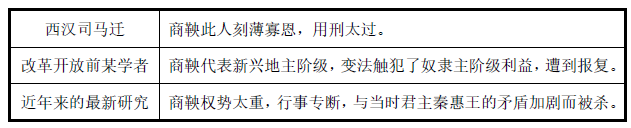 西汉司马迁 商鞅此人刻薄寡恩，用刑太过。
改革开放前某学者 商鞅代表新兴地主阶级，变法触犯了奴隶主阶级利益，遭到报复。
近年来的最新研究 商鞅权势太重，行事专断，与当时君主秦惠王的矛盾加剧而被杀。